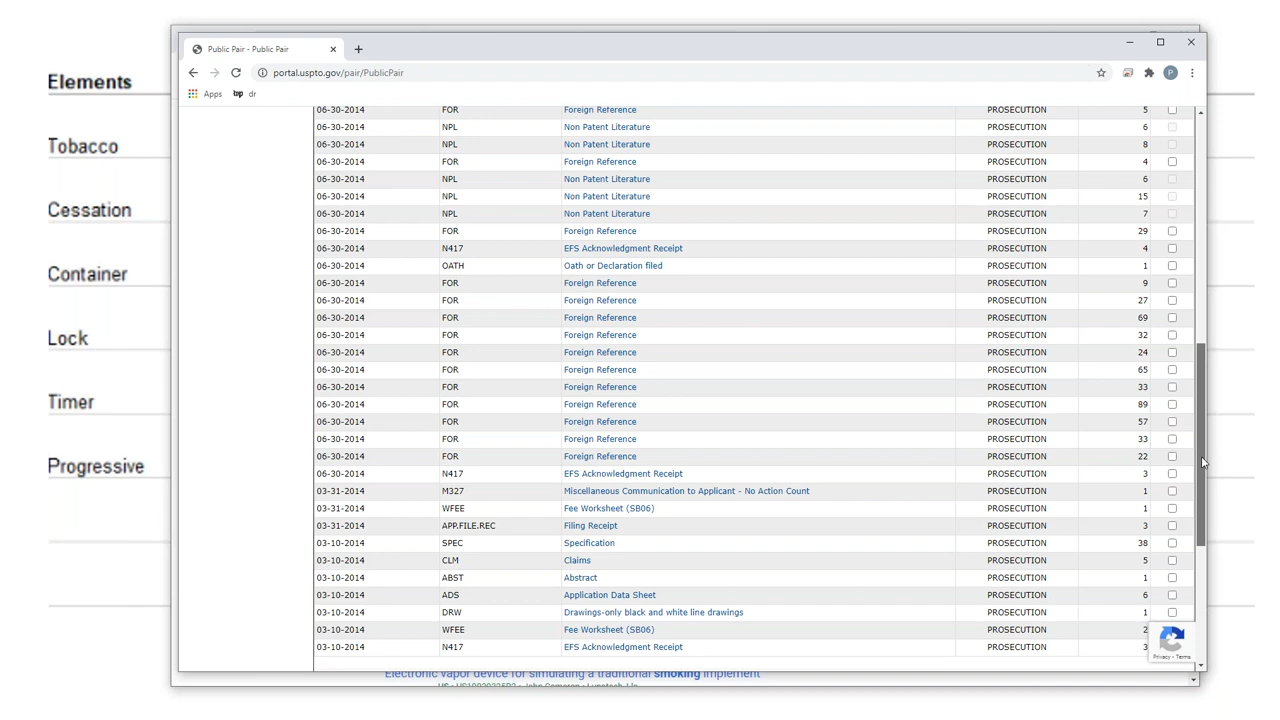 Elements
Tobacco
Cessation
Container
Lock
Timer
Progressive
Public Pair - Public Pair
portal.uspto.gov/pair/PublicPair
P
Apps
top dr
06-30-2014 FOR Foreign Reference PROSECUTION 5
06-30-2014 NPL Non Patent Literature PROSECUTION 6
06-30-2014 NPL Non Patent Literature PROSECUTION 8
06-30-2014 FOR Foreign Reference PROSECUTION 4
06-30-2014 NPL Non Patent Literature PROSECUTION 6
06-30-2014 NPL Non Patent Literature PROSECUTION 15
06-30-2014 NPL Non Patent Literature PROSECUTION 7
06-30-2014 FOR Foreign Reference PROSECUTION 29
06-30-2014 N417 EFS Acknowledgment Receipt PROSECUTION 4
06-30-2014 OATH Oath or Declaration filed PROSECUTION 1
06-30-2014 FOR Foreign Reference PROSECUTION 9
06-30-2014 FOR Foreign Reference PROSECUTION 27
06-30-2014 FOR Foreign Reference PROSECUTION 69
06-30-2014 FOR Foreign Reference PROSECUTION 32
06-30-2014 FOR Foreign Reference PROSECUTION 24
06-30-2014 FOR Foreign Reference PROSECUTION 65
06-30-2014 FOR Foreign Reference PROSECUTION 33
06-30-2014 FOR Foreign Reference PROSECUTION 89
06-30-2014 FOR Foreign Reference PROSECUTION 57
06-30-2014 FOR Foreign Reference PROSECUTION 33
06-30-2014 FOR Foreign Reference PROSECUTION 22
06-30-2014 N417 EFS Acknowledgment Receipt PROSECUTION 3
03-31-2014 M327 Miscellaneous Communication to Applicant - No Action Count PROSECUTION 1
03-31-2014 WFEE Fee Worksheet (SB06) PROSECUTION 1
03-31-2014 APP.FILE.REC Filing Receipt PROSECUTION 3
03-10-2014 SPEC Specification PROSECUTION 38
03-10-2014 CLM Claims PROSECUTION 5
03-10-2014 ABST Abstract PROSECUTION 1
03-10-2014 ADS Application Data Sheet PROSECUTION 6
03-10-2014 DRW Drawings-only black and white line drawings PROSECUTION 1
03-10-2014 WFEE Fee Worksheet (SB06) PROSECUTION 2
03-10-2014 N417 EFS Acknowledgment Receipt PROSECUTION 3
Privacy - Terms
Electronic vapor device for simulating a traditional smoking implement